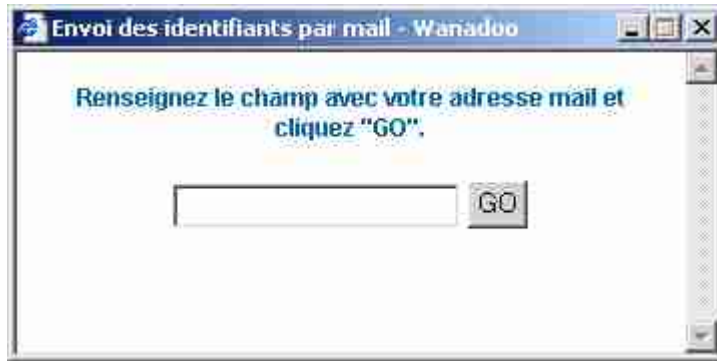 Envoi des identifiants par mail - Wanadoo
Renseignez le champ avec votre adresse mail et
cliquez "GO".
GO